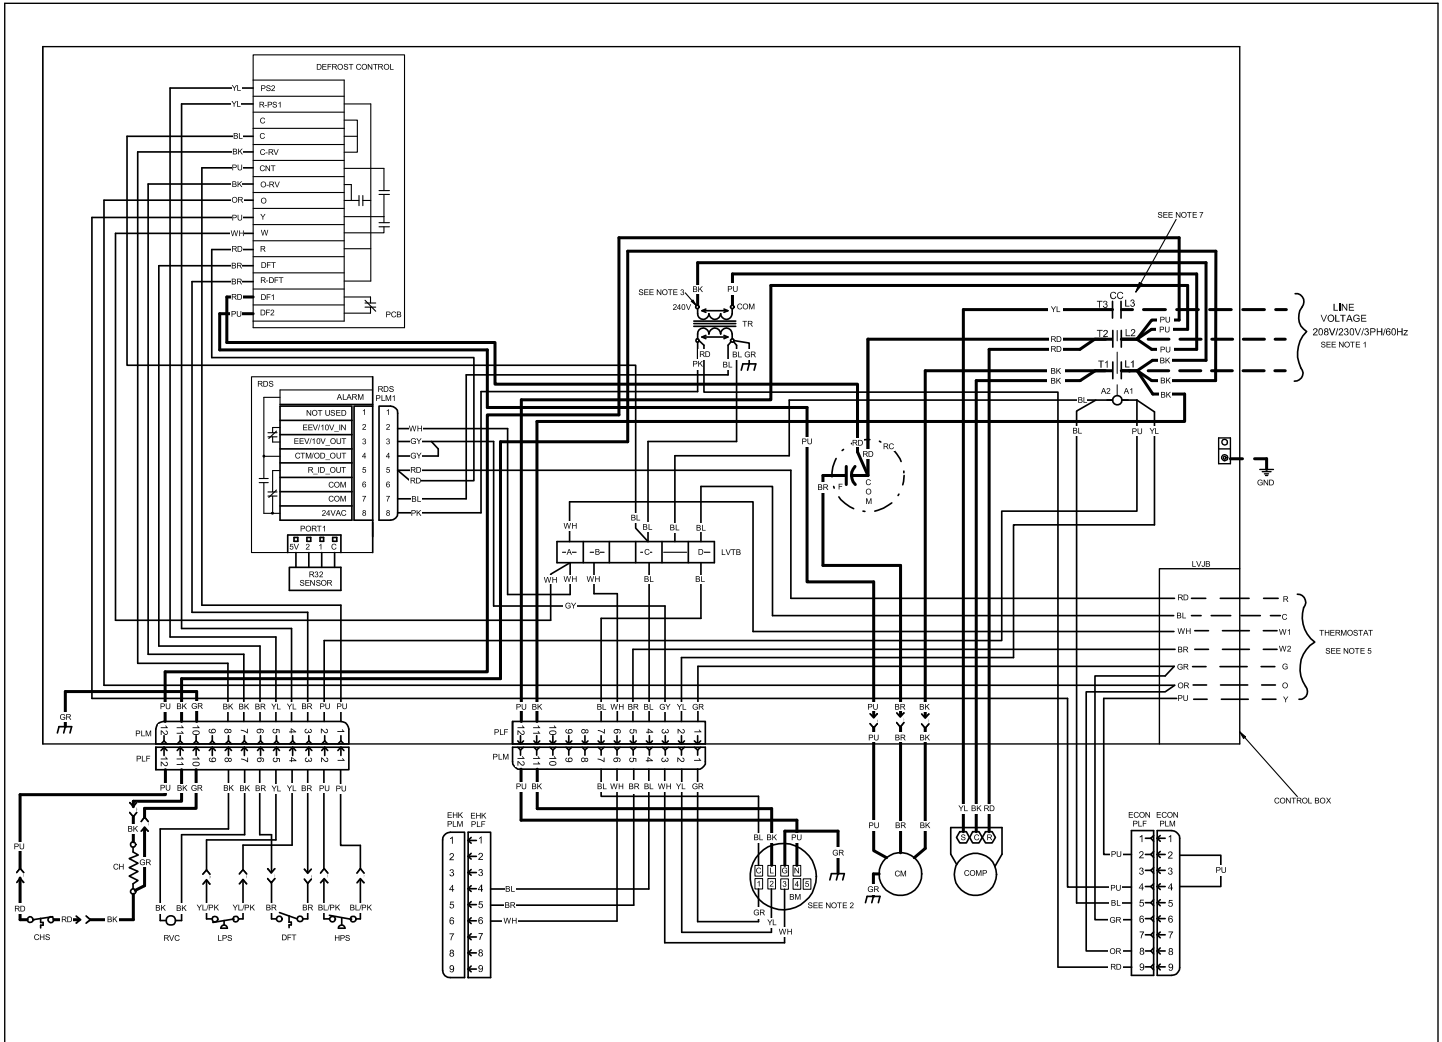 DEFROST CONTROL
YL PS2
YL R-PS1
C
BL C
BK C-RV
PU CNT
BK O-RV
OR O
PU Y
WH W
RD R
BR DFT
BR R-DFT
RD DF1
PU DF2
PCB
SEE NOTE 7
SEE NOTE 3
BK PU
240V COM
TR
RD BL GR
PK BL
CC
YL T3 L3
RD T2 L2 PU
PU
RD PU
BK T1 L1 BK
BK BK
BK
BL A2 A1
BL PU YL
LINE
VOLTAGE
208V/230V/3PH/60Hz
SEE NOTE 1
GND
RDS
ALARM
RDS
PLM1
NOT USED 1 1
EEV/10V_IN 2 2 WH
EEV/10V_OUT 3 3 GY
CTM/OD_OUT 4 4 GY
R_ID_OUT 5 5 RD
COM 6 6 RD
COM 7 7 BL
24VAC 8 8 PK
PORT1
5V 2 1 C
R32
SENSOR
PU
RD RC
RD
BR F
C
O
M
BL
WH BL BL BL
-A- -B- -C- D LVTB
WH WH WH BL BL
GY
LVJB
RD R
BL C
WH W1
BR W2
GR G
OR O
PU Y
THERMOSTAT
SEE NOTE 5
CONTROL BOX
GR
PU BK GR BK BK BR YL YL BR PU PU
PLM 12 11 10 9 8 7 6 5 4 3 2 1
PLF 12 11 10 9 8 7 6 5 4 3 2 1
PU BK GR BK BK BR YL YL BR PU PU
PU BK BL WH BR BL GY YL GR
PLF 12 11 10 9 8 7 6 5 4 3 2 1
PLM 12 11 10 9 8 7 6 5 4 3 2 1
PU BK BL WH BR BL WH YL GR
PU BR BK
PU BR BK
PU BR BK
GR CM
YL BK RD
S C R
COMP
PU
BK
CH GR
RD RD BK
CHS
BK BK
RVC
YL/PK YL/PK
LPS
BR BR
DFT
BL/PK BL/PK
HPS
EHK
PLM
EHK
PLF
1 1
2 2
3 3
4 4 BL
5 5 BR
6 6 WH
7 7
8 8
9 9
BL BK PU
GR
C L G N
1 2 3 4 5
BM
SEE NOTE 2
GR YL WH
ECON
PLF
ECON
PLM
1 1
PU 2 2
3 3
PU 4 4
PU
BL 5 5
GR 6 6
7 7
OR 8 8
RD 9 9